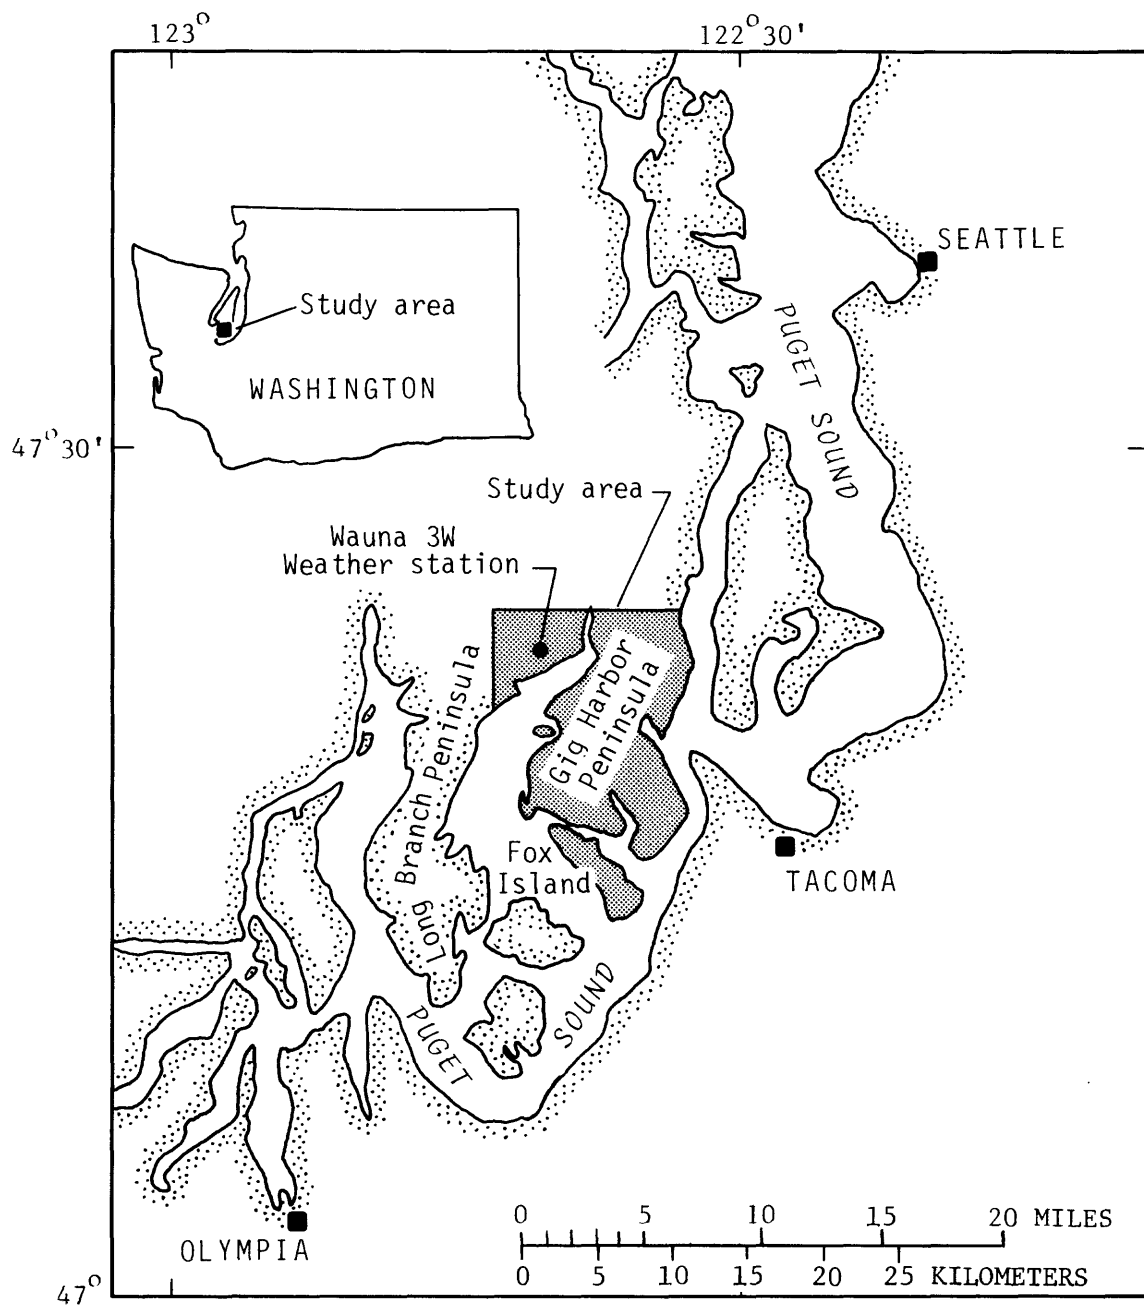 123°
122°30'
SEATTLE
Study area
WASHINGTON
PUGET SOUND
47°30'
Study area
Wauna 3W
Weather station
Gig Harbor
Peninsula
Long Branch Peninsula
Fox
Island
TACOMA
PUGET SOUND
OLYMPIA
0 5 10 15 20 MILES
0 5 10 15 20 25 KILOMETERS
47°